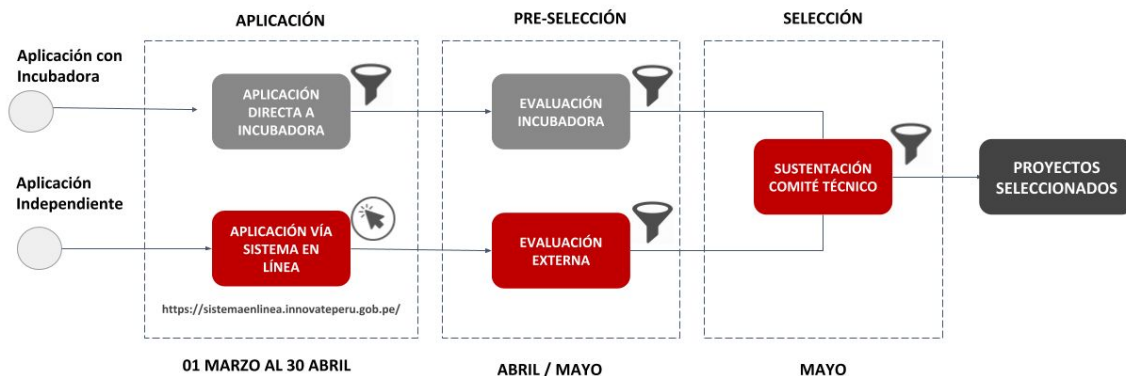 APLICACIÓN
PRE-SELECCIÓN
SELECCIÓN
Aplicación con
Incubadora
APLICACIÓN
DIRECTA A
INCUBADORA
EVALUACIÓN
INCUBADORA
SUSTENTACIÓN
COMITÉ TÉCNICO
PROYECTOS
SELECCIONADOS
Aplicación
Independiente
APLICACIÓN VÍA
SISTEMA EN
LÍNEA
EVALUACIÓN
EXTERNA
https://sistemaenlinea.innovateperu.gob.pe/
01 MARZO AL 30 ABRIL
ABRIL / MAYO
MAYO